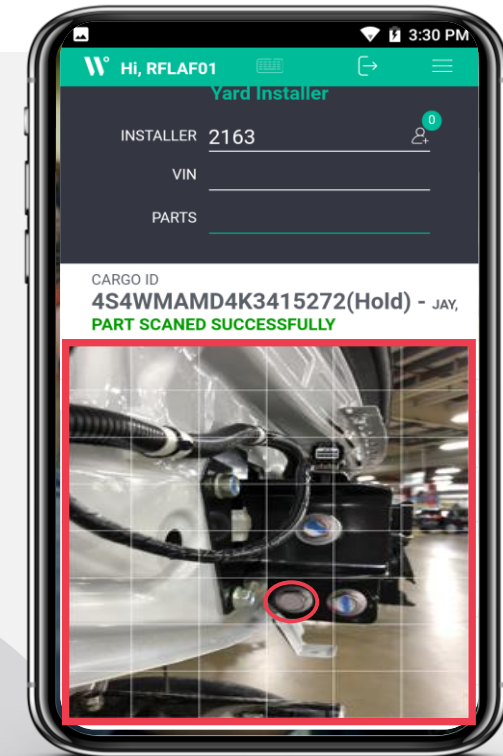 3:30 PM
Hi, RFLAF01
Yard Installer
0
INSTALLER 2163
VIN
PARTS
CARGO ID
4S4WMAMD4K3415272(Hold) - JAY,
PART SCANED SUCCESSFULLY